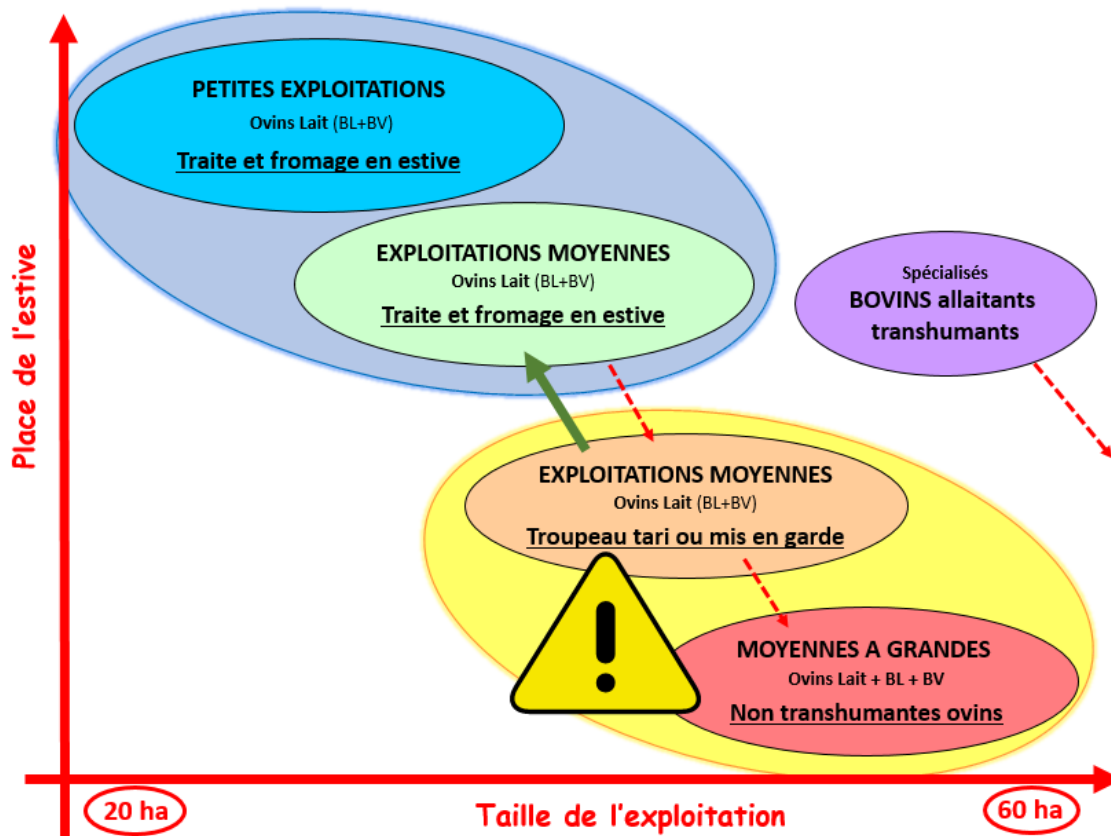 PETITES EXPLOITATIONS
Ovins Lait (BL+BV)
Traite et fromage en estive
EXPLOITATIONS MOYENNES
Ovins Lait (BL+BV)
Traite et fromage en estive
Spécialisés
BOVINS allaitants
transhumants
Place de l'estive
EXPLOITATIONS MOYENNES
Ovins Lait (BL+BV)
Troupeau tari ou mis en garde
!
MOYENNES A GRANDES
Ovins Lait + BL + BV
Non transhumantes ovins
20 ha
Taille de l'exploitation
60 ha